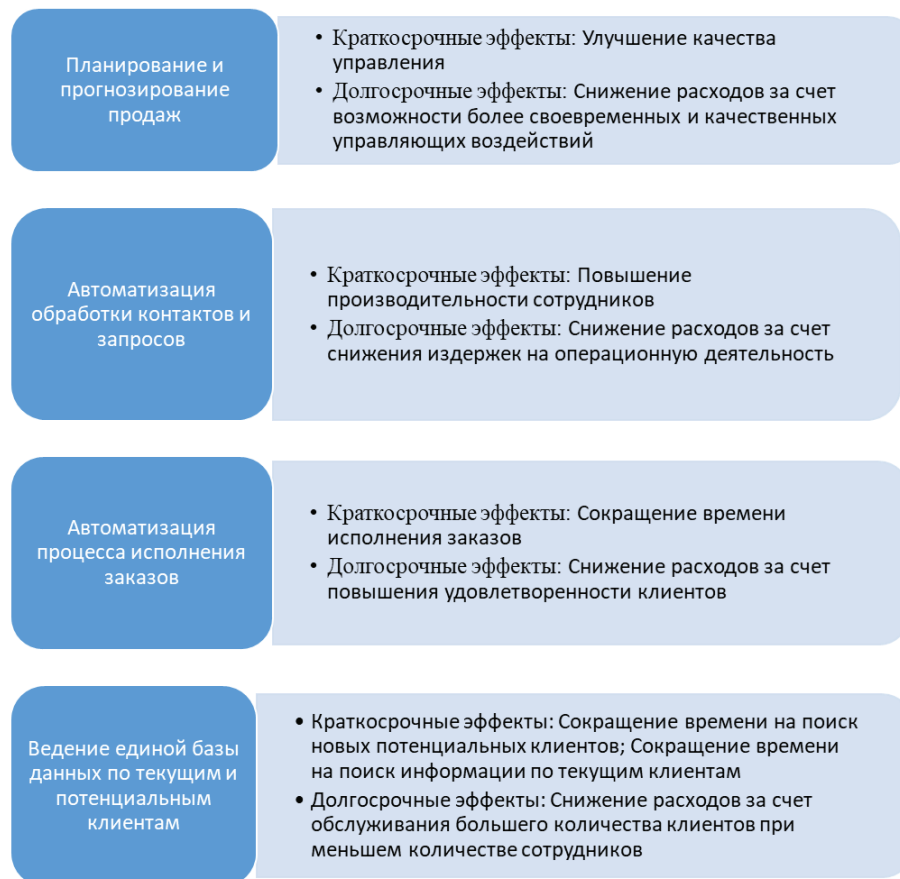 Планирование и
прогнозирование
продаж
• Краткосрочные эффекты: Улучшение качества
управления
• Долгосрочные эффекты: Снижение расходов за счет
возможности более своевременных и качественных
управляющих воздействий
Автоматизация
обработки контактов и
запросов
• Краткосрочные эффекты: Повышение
производительности сотрудников
• Долгосрочные эффекты: Снижение расходов за счет
снижения издержек на операционную деятельность
Автоматизация
процесса исполнения
заказов
• Краткосрочные эффекты: Сокращение времени
исполнения заказов
• Долгосрочные эффекты: Снижение расходов за счет
повышения удовлетворенности клиентов
Ведение единой базы
данных по текущим и
потенциальным
клиентам
• Краткосрочные эффекты: Сокращение времени на поиск
новых потенциальных клиентов; Сокращение времени
на поиск информации по текущим клиентам
• Долгосрочные эффекты: Снижение расходов за счет
обслуживания большего количества клиентов при
меньшем количестве сотрудников